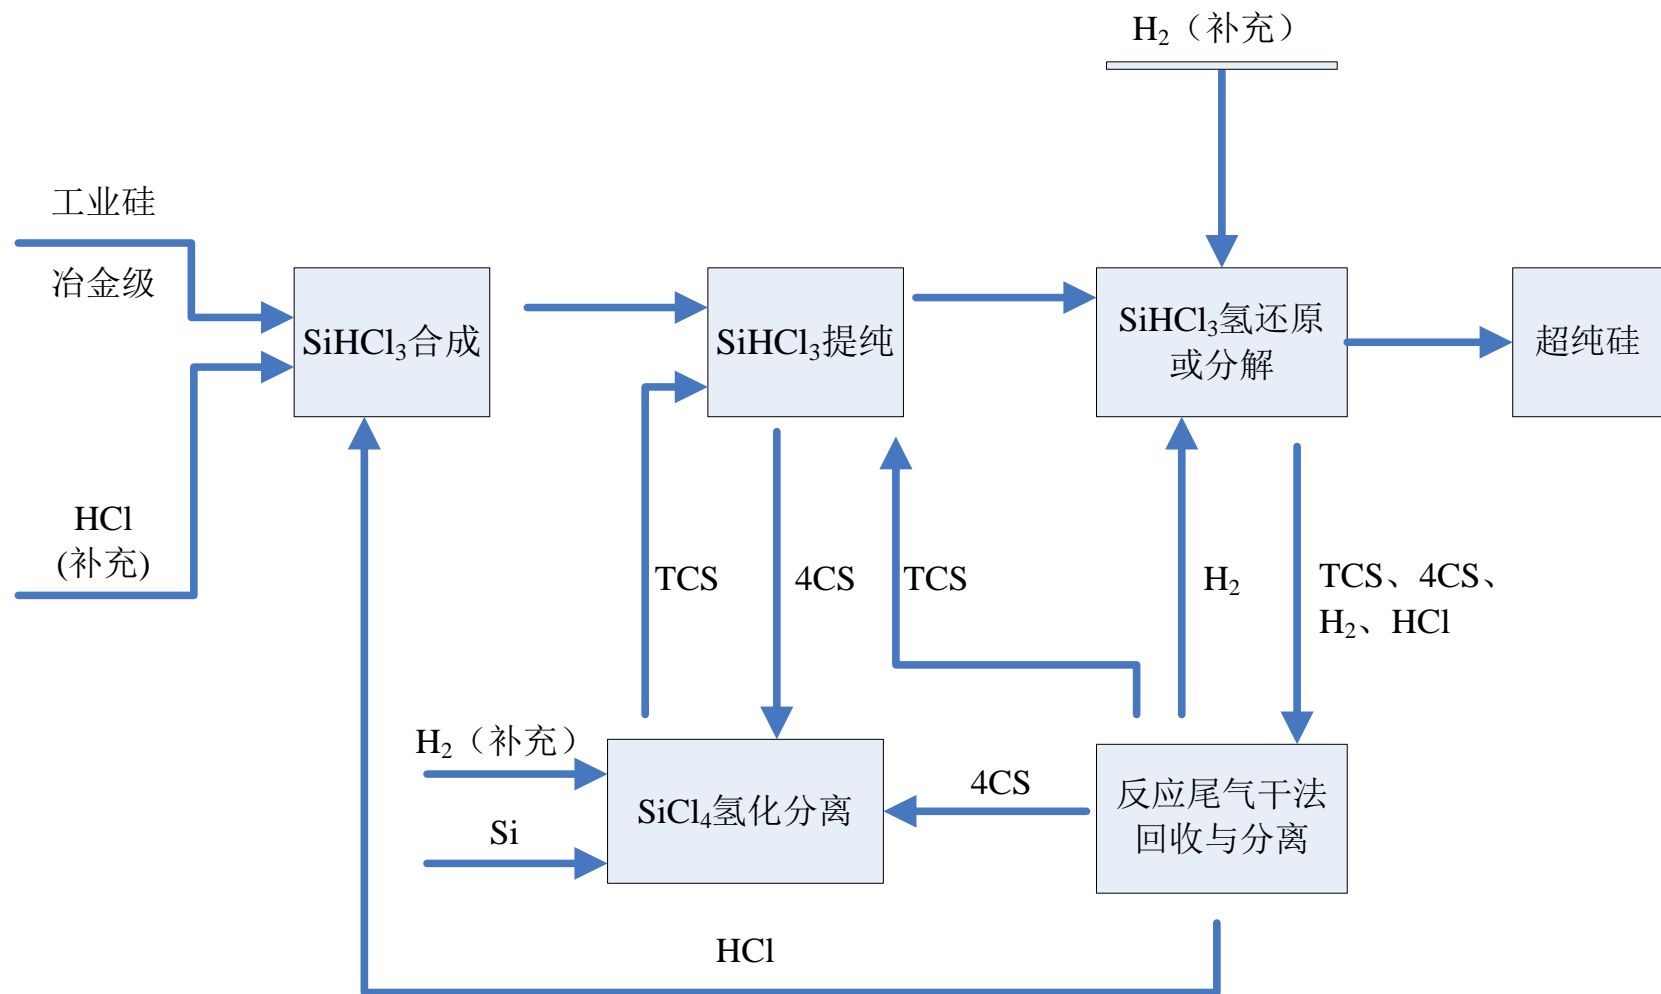 H₂（补充）
工业硅
冶金级
SiHCl₃合成
SiHCl₃提纯
SiHCl₃氢还原
或分解
超纯硅
HCl
(补充)
TCS
4CS
TCS
H₂
TCS、4CS、
H₂、HCl
H₂（补充）
Si
SiCl₄氢化分离
4CS
反应尾气干法
回收与分离
HCl